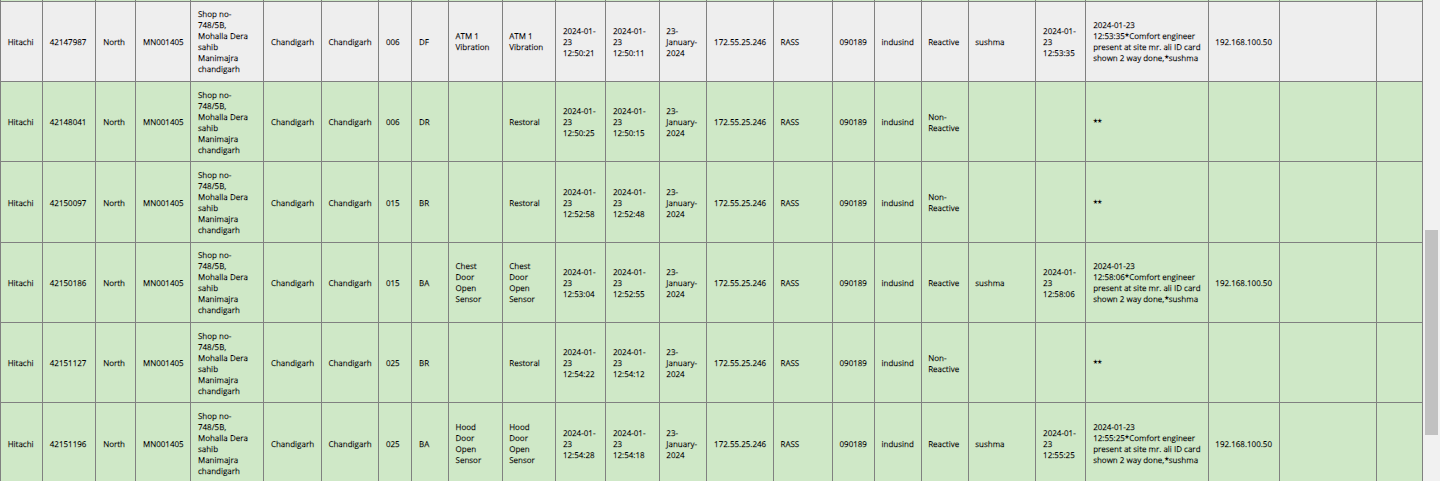 Hitachi 42147987 North MN001405 Shop no-748/5B, Mohalla Dera sahib Manimajra chandigarh Chandigarh Chandigarh 006 DF ATM 1 Vibration ATM 1 Vibration 2024-01-23 12:50:21 2024-01-23 12:50:11 23-January-2024 172.55.25.246 RASS 090189 indusind Reactive sushma 2024-01-23 12:53:35 2024-01-23 12:53:35*Comfort engineer present at site mr. ali ID card shown 2 way done,*sushma 192.168.100.50
Hitachi 42148041 North MN001405 Shop no-748/5B, Mohalla Dera sahib Manimajra chandigarh Chandigarh Chandigarh 006 DR Restoral 2024-01-23 12:50:25 2024-01-23 12:50:15 23-January-2024 172.55.25.246 RASS 090189 indusind Non-Reactive **
Hitachi 42150097 North MN001405 Shop no-748/5B, Mohalla Dera sahib Manimajra chandigarh Chandigarh Chandigarh 015 BR Restoral 2024-01-23 12:52:58 2024-01-23 12:52:48 23-January-2024 172.55.25.246 RASS 090189 indusind Non-Reactive **
Hitachi 42150186 North MN001405 Shop no-748/5B, Mohalla Dera sahib Manimajra chandigarh Chandigarh Chandigarh 015 BA Chest Door Open Sensor Chest Door Open Sensor 2024-01-23 12:53:04 2024-01-23 12:52:55 23-January-2024 172.55.25.246 RASS 090189 indusind Reactive sushma 2024-01-23 12:58:06 2024-01-23 12:58:06*Comfort engineer present at site mr. ali ID card shown 2 way done,*sushma 192.168.100.50
Hitachi 42151127 North MN001405 Shop no-748/5B, Mohalla Dera sahib Manimajra chandigarh Chandigarh Chandigarh 025 BR Restoral 2024-01-23 12:54:22 2024-01-23 12:54:12 23-January-2024 172.55.25.246 RASS 090189 indusind Non-Reactive **
Hitachi 42151196 North MN001405 Shop no-748/5B, Mohalla Dera sahib Manimajra chandigarh Chandigarh Chandigarh 025 BA Hood Door Open Sensor Hood Door Open Sensor 2024-01-23 12:54:28 2024-01-23 12:54:18 23-January-2024 172.55.25.246 RASS 090189 indusind Reactive sushma 2024-01-23 12:55:25 2024-01-23 12:55:25*Comfort engineer present at site mr. ali ID card shown 2 way done,*sushma 192.168.100.50